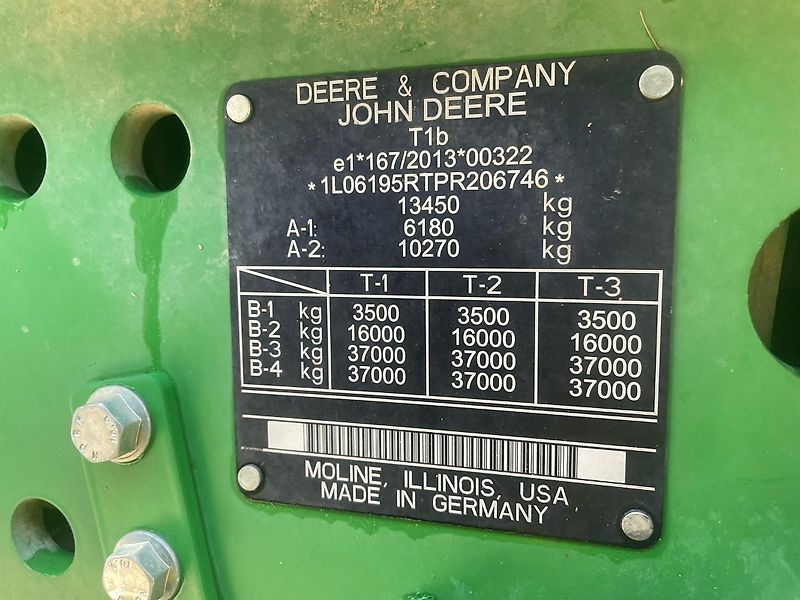 DEERE & COMPANY
JOHN DEERE
T1b
e1*167/2013*00322
*1L06195RTPR206746*
13450 kg
A-1: 6180 kg
A-2: 10270 kg
T-1 T-2 T-3
B-1 kg 3500 3500 3500
B-2 kg 16000 16000 16000
B-3 kg 37000 37000 37000
B-4 kg 37000 37000 37000
MOLINE, ILLINOIS, USA
MADE IN GERMANY